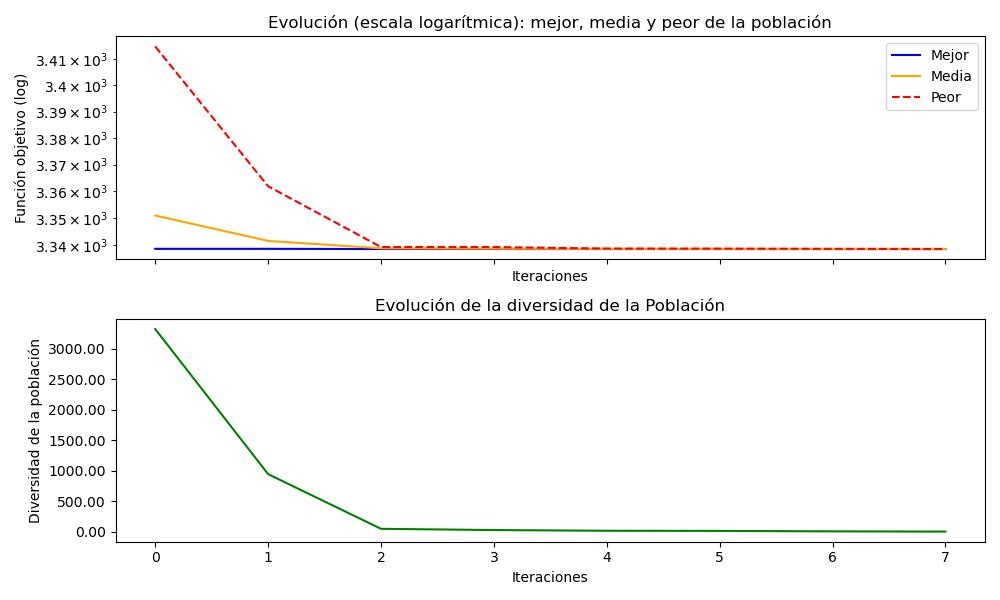 Evolución (escala logarítmica): mejor, media y peor de la población
Función objetivo (log)
3.41 × 10³
3.4 × 10³
3.39 × 10³
3.38 × 10³
3.37 × 10³
3.36 × 10³
3.35 × 10³
3.34 × 10³
Mejor
Media
Peor
Iteraciones
Evolución de la diversidad de la Población
Diversidad de la población
3000.00
2500.00
2000.00
1500.00
1000.00
500.00
0.00
0 1 2 3 4 5 6 7
Iteraciones